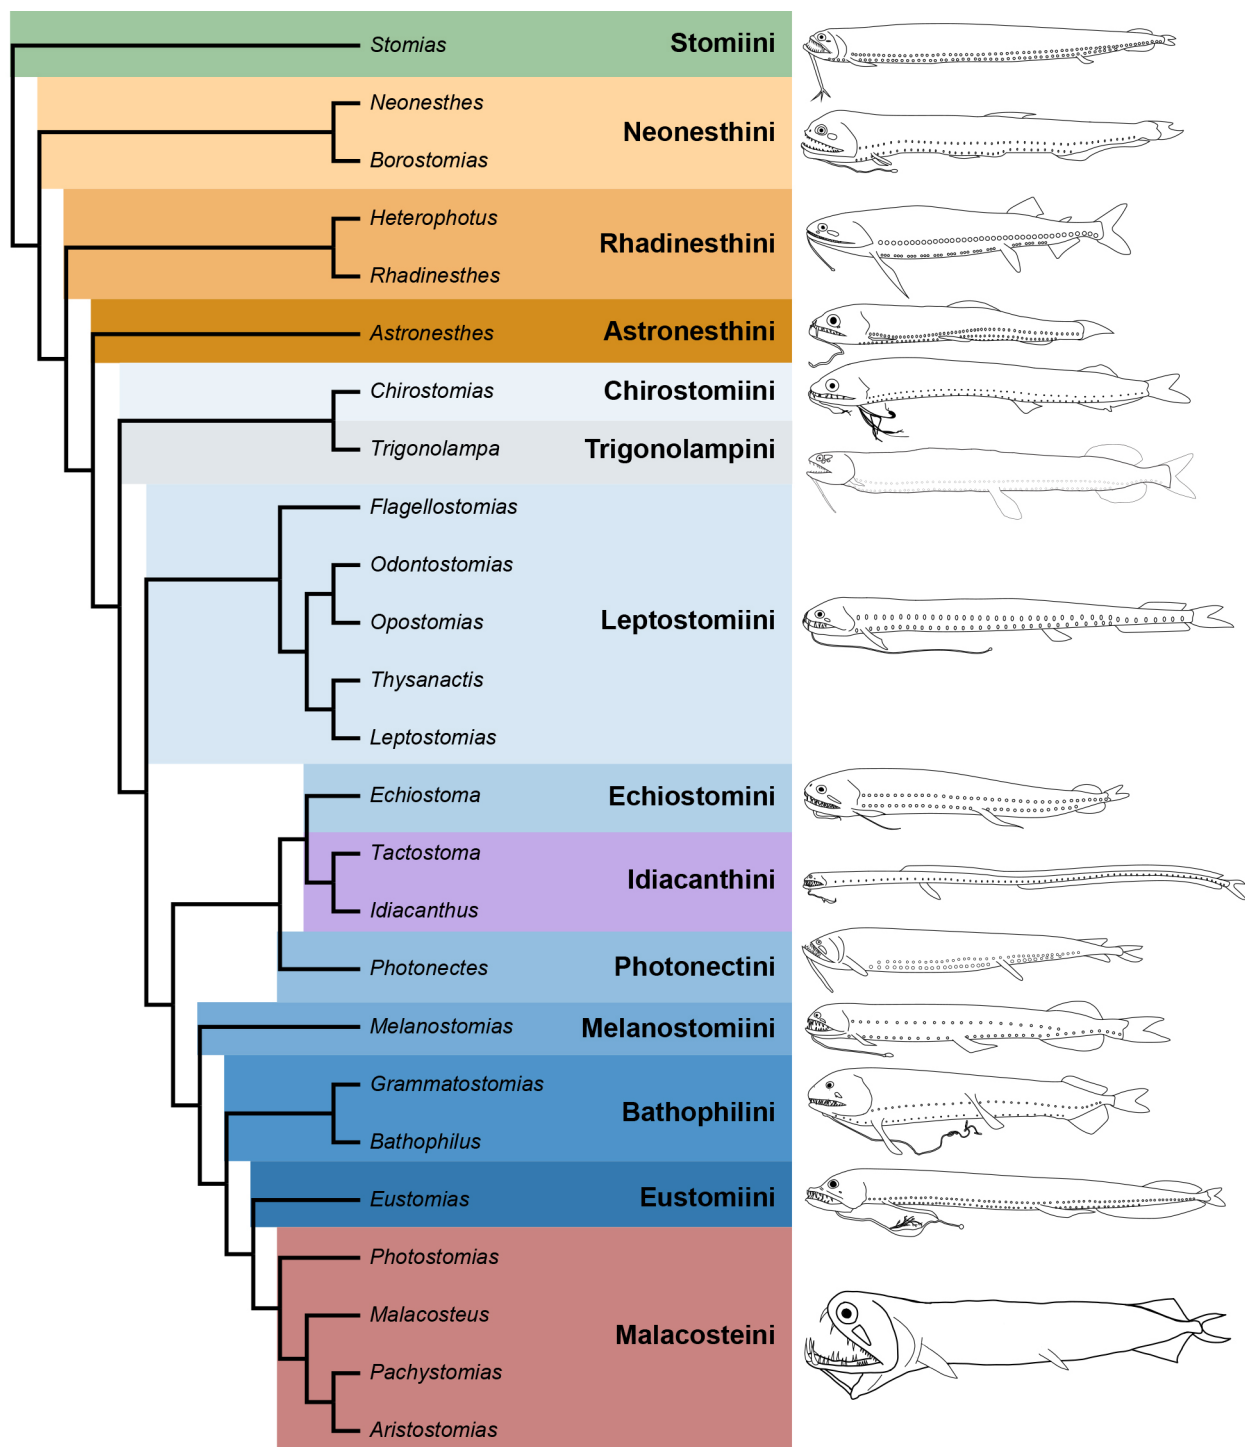 Stomias
Stomiini
Neonesthes
Neonesthini
Borostomias
Heterophotus
Rhadinesthini
Rhadinesthes
Astronesthes
Astronesthini
Chirostomias
Chirostomiini
Trigonolampa
Trigonolampini
Flagellostomias
Odontostomias
Opostomias
Leptostomiini
Thysanactis
Leptostomias
Echiostoma
Echiostomini
Tactostoma
Idiacanthini
Idiacanthus
Photonectes
Photonectini
Melanostomias
Melanostomiini
Grammatostomias
Bathophilini
Bathophilus
Eustomias
Eustomiini
Photostomias
Malacosteus
Malacosteini
Pachystomias
Aristostomias